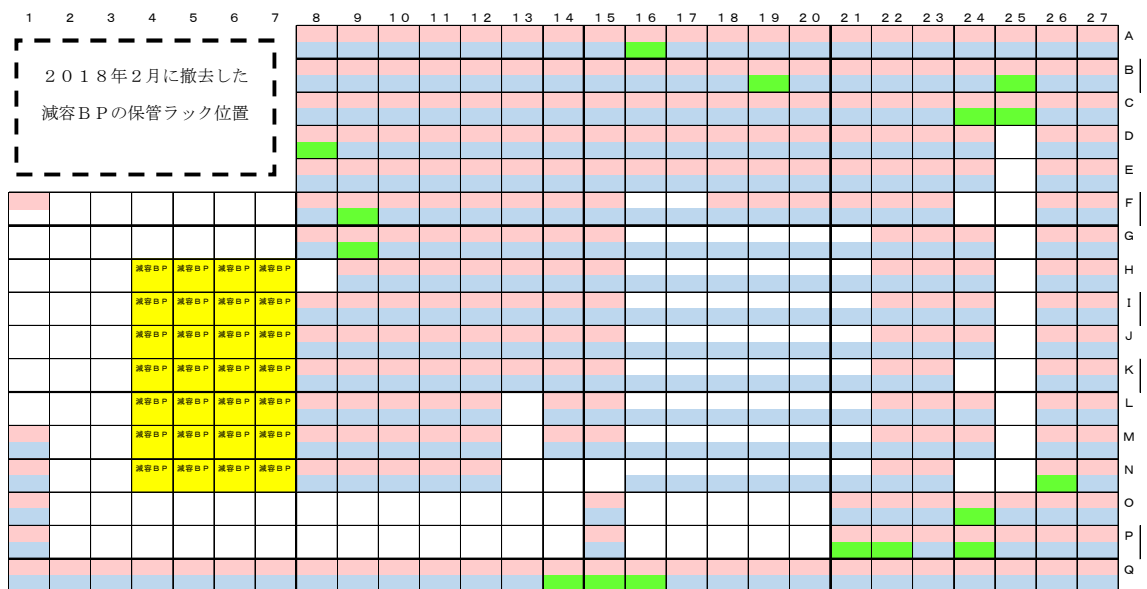 1 2 3 4 5 6 7 8 9 10 11 12 13 14 15 16 17 18 19 20 21 22 23 24 25 26 27
2018年2月に撤去した
減容BPの保管ラック位置
A
B
C
D
E
F
G
減容BP 減容BP 減容BP 減容BP H
減容BP 減容BP 減容BP 減容BP I
減容BP 減容BP 減容BP 減容BP J
減容BP 減容BP 減容BP 減容BP K
減容BP 減容BP 減容BP 減容BP L
減容BP 減容BP 減容BP 減容BP M
減容BP 減容BP 減容BP 減容BP N
O
P
Q